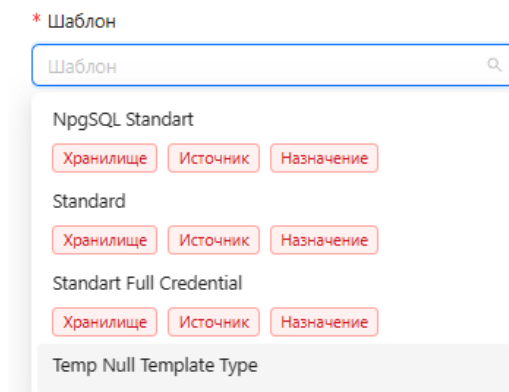 * Шаблон
Шаблон
NpgSQL Standart
Хранилище Источник Назначение
Standard
Хранилище Источник Назначение
Standart Full Credential
Хранилище Источник Назначение
Temp Null Template Type